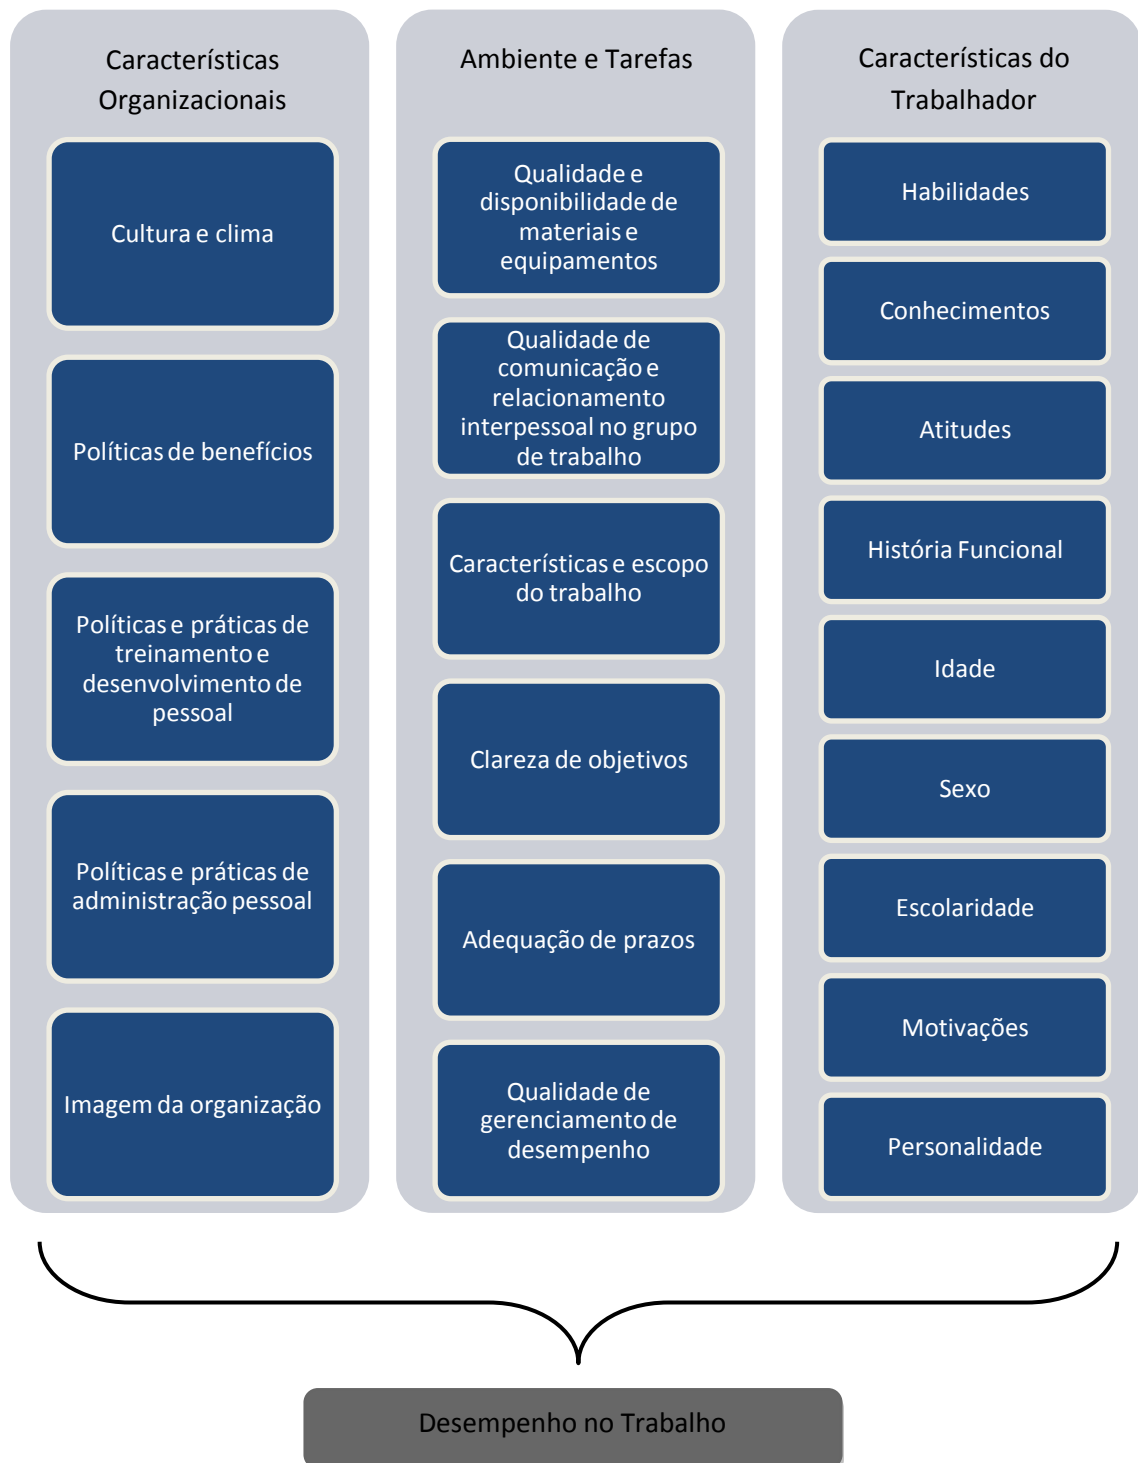 Características
Organizacionais
Cultura e clima
Políticas de benefícios
Políticas e práticas de
treinamento e
desenvolvimento de
pessoal
Políticas e práticas de
administração pessoal
Imagem da organização
Ambiente e Tarefas
Qualidade e
disponibilidade de
materiais e
equipamentos
Qualidade de
comunicação e
relacionamento
interpessoal no grupo
de trabalho
Características e escopo
do trabalho
Clareza de objetivos
Adequação de prazos
Qualidade de
gerenciamento de
desempenho
Características do
Trabalhador
Habilidades
Conhecimentos
Atitudes
História Funcional
Idade
Sexo
Escolaridade
Motivações
Personalidade
Desempenho no Trabalho